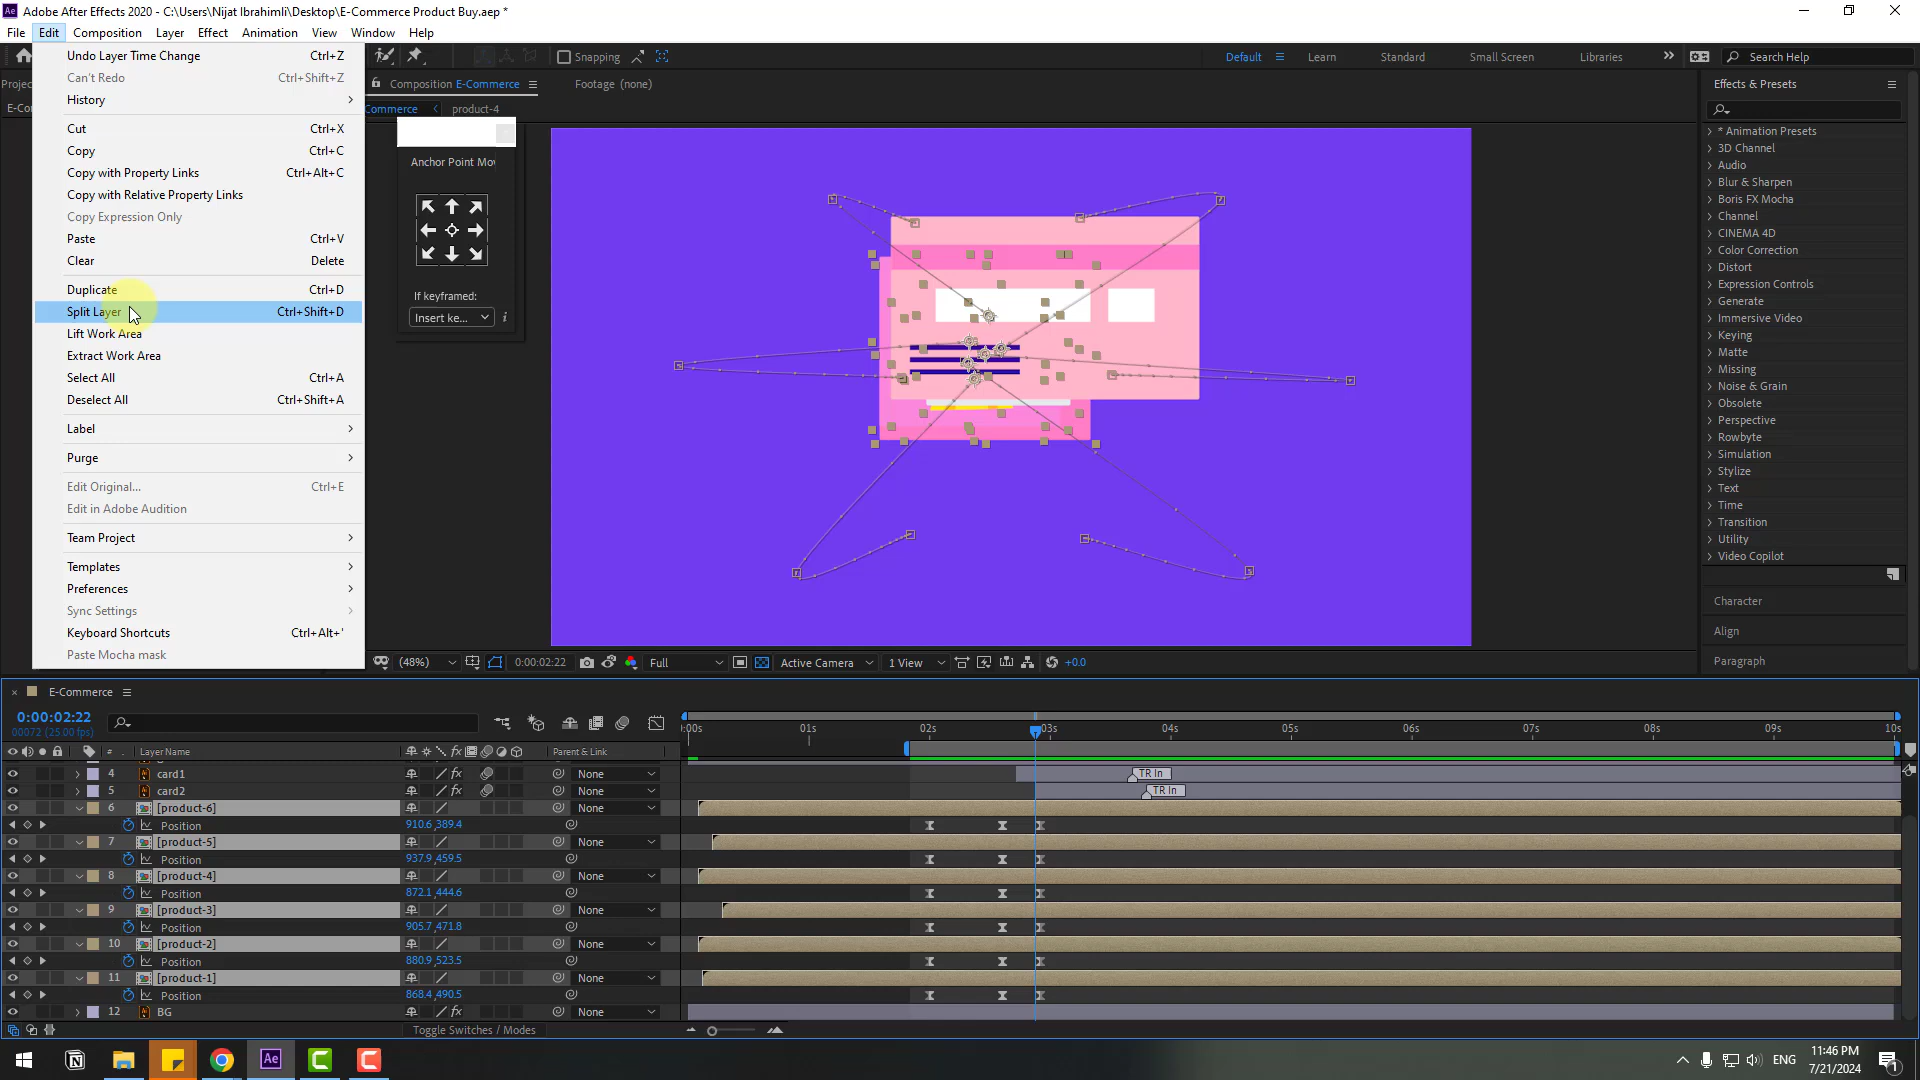 Adobe After Effects 2020 - C:\Users\Nijat Ibrahimli\Desktop\E-Commerce Product Buy.aep *
File Edit Composition Layer Effect Animation View Window Help
Snapping Default Learn Standard Small Screen Libraries Search Help
Undo Layer Time Change Ctrl+Z
Can't Redo Ctrl+Shift+Z
History
Cut Ctrl+X
Copy Ctrl+C
Copy with Property Links Ctrl+Alt+C
Copy with Relative Property Links
Copy Expression Only
Paste Ctrl+V
Clear Delete
Duplicate Ctrl+D
Split Layer Ctrl+Shift+D
Lift Work Area
Extract Work Area
Select All Ctrl+A
Deselect All Ctrl+Shift+A
Label
Purge
Edit Original... Ctrl+E
Edit in Adobe Audition
Team Project
Templates
Preferences
Sync Settings
Keyboard Shortcuts Ctrl+Alt+'
Paste Mocha mask
Composition E-Commerce Footage (none)
Commerce product-4
Anchor Point Mov
If keyframed:
Insert ke...
(48%) 0:00:02:22 Full Active Camera 1 View +0.0
Effects & Presets
* Animation Presets
3D Channel
Audio
Blur & Sharpen
Boris FX Mocha
Channel
CINEMA 4D
Color Correction
Distort
Expression Controls
Generate
Immersive Video
Keying
Matte
Missing
Noise & Grain
Obsolete
Perspective
Rowbyte
Simulation
Stylize
Text
Time
Transition
Utility
Video Copilot
Character
Align
Paragraph
E-Commerce
0:00:02:22
00072 (25.00 fps)
:00s 01s 02s 03s 04s 05s 06s 07s 08s 09s 10s
# Layer Name Parent & Link
4 card1 None TR In
5 card2 None TR In
6 [product-6] None
Position 910.6,389.4
7 [product-5] None
Position 937.9,459.5
8 [product-4] None
Position 872.1,444.6
9 [product-3] None
Position 905.7,471.8
10 [product-2] None
Position 880.9,523.5
11 [product-1] None
Position 868.4,490.5
12 BG None
Toggle Switches / Modes
ENG 11:46 PM
7/21/2024